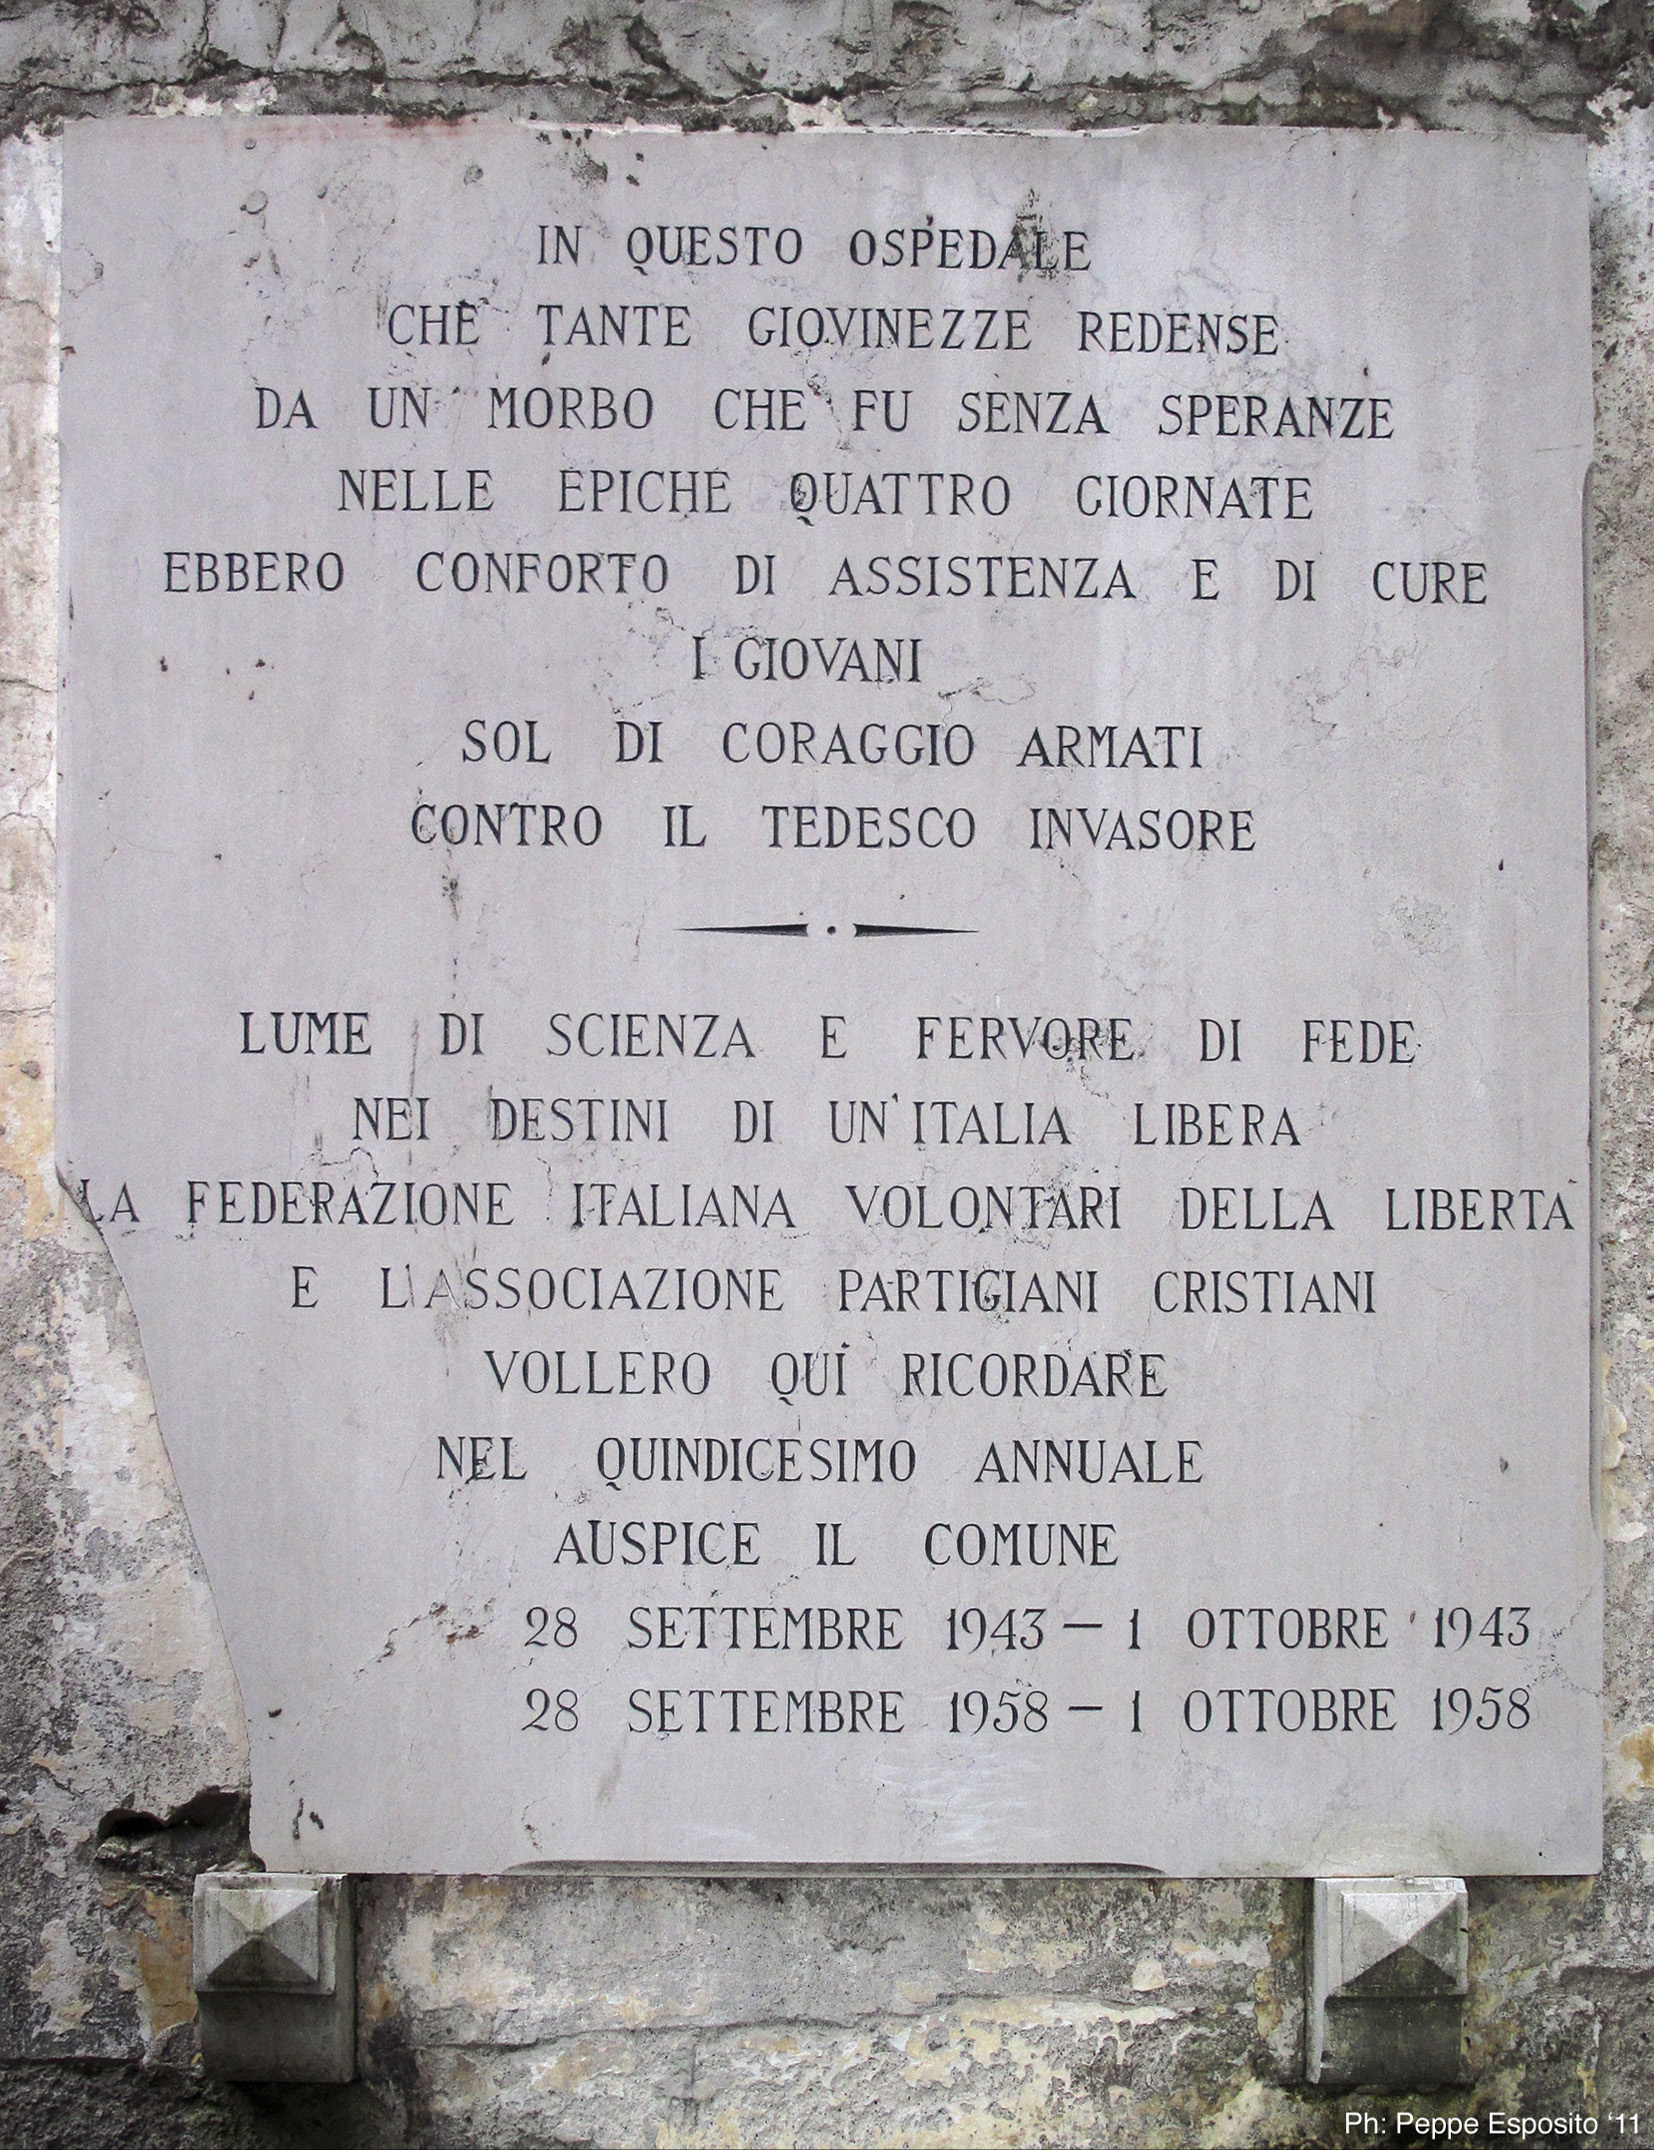 IN QUESTO OSPEDALE
CHE TANTE GIOVINEZZE REDENSE
DA UN MORBO CHE FU SENZA SPERANZE
NELLE EPICHE QUATTRO GIORNATE
EBBERO CONFORTO DI ASSISTENZA E DI CURE
I GIOVANI
SOL DI CORAGGIO ARMATI
CONTRO IL TEDESCO INVASORE
LUME DI SCIENZA E FERVORE DI FEDE
NEI DESTINI DI UN'ITALIA LIBERA
LA FEDERAZIONE ITALIANA VOLONTARI DELLA LIBERTÀ
E L'ASSOCIAZIONE PARTIGIANI CRISTIANI
VOLLERO QUÌ RICORDARE
NEL QUINDICESIMO ANNUALE
AUSPICE IL COMUNE
28 SETTEMBRE 1943 — 1 OTTOBRE 1943
28 SETTEMBRE 1958 — 1 OTTOBRE 1958
Ph: Peppe Esposito '11